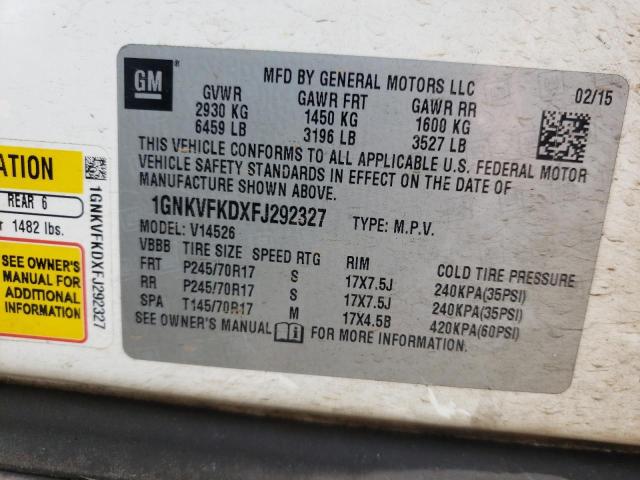 GM
MFD BY GENERAL MOTORS LLC
02/15
GVWR GAWR FRT GAWR RR
2930 KG 1450 KG 1600 KG
6459 LB 3196 LB 3527 LB
THIS VEHICLE CONFORMS TO ALL APPLICABLE U.S. FEDERAL MOTOR
VEHICLE SAFETY STANDARDS IN EFFECT ON THE DATE OF
MANUFACTURE SHOWN ABOVE.
1GNKVFKDXFJ292327 TYPE: M.P.V.
MODEL: V14526
VBBB TIRE SIZE SPEED RTG RIM COLD TIRE PRESSURE
FRT P245/70R17 S 17X7.5J 240KPA(35PSI)
RR P245/70R17 S 17X7.5J 240KPA(35PSI)
SPA T145/70R17 M 17X4.5B 420KPA(60PSI)
SEE OWNER'S MANUAL FOR MORE INFORMATION.
ATION
REAR 6
r 1482 lbs.
SEE OWNER'S
MANUAL FOR
ADDITIONAL
INFORMATION
1GNKVFKDXFJ292327